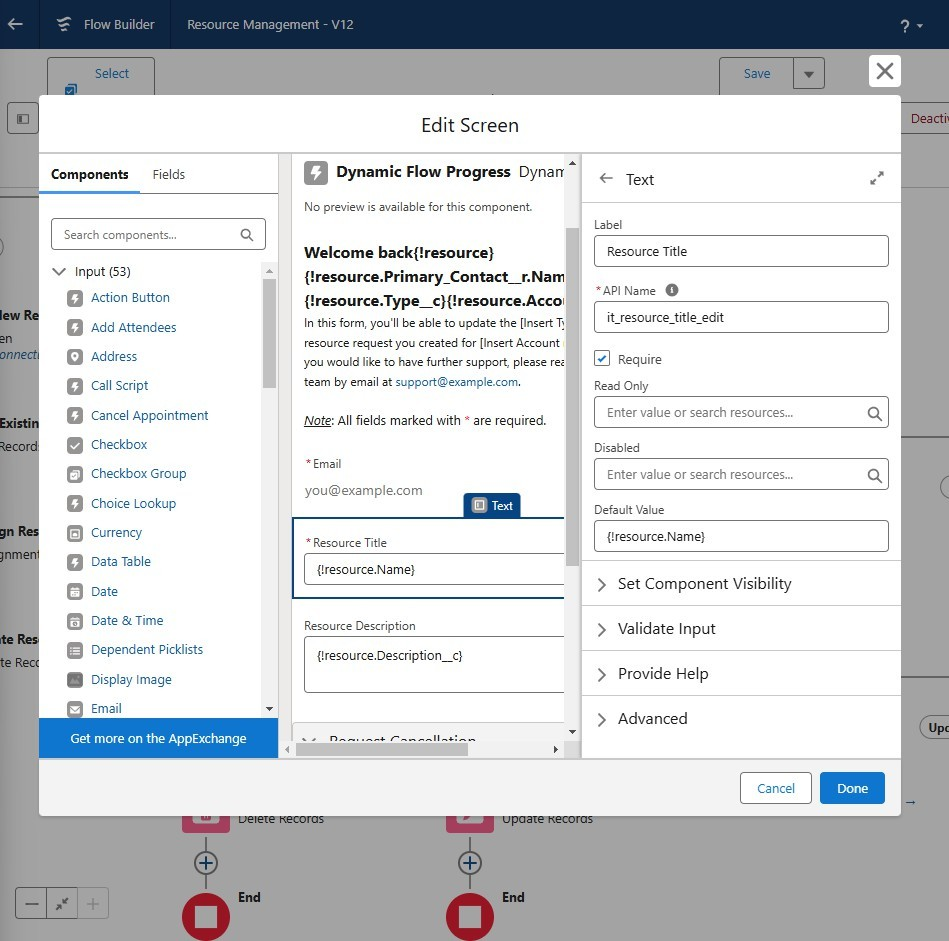 Flow Builder
Resource Management - V12
?
Select
Save
Edit Screen
Components
Fields
Search components...
Input (53)
Action Button
Add Attendees
Address
Call Script
Cancel Appointment
Checkbox
Checkbox Group
Choice Lookup
Currency
Data Table
Date
Date & Time
Dependent Picklists
Display Image
Email
Get more on the AppExchange
Dynamic Flow Progress Dynam
No preview is available for this component.
Welcome back{!resource}
{!resource.Primary_Contact__r.Nam
{!resource.Type__c}{!resource.Acco
In this form, you'll be able to update the [Insert Ty
resource request you created for [Insert Account
you would like to have further support, please rea
team by email at support@example.com.
Note: All fields marked with * are required.
*Email
you@example.com
Text
*Resource Title
{!resource.Name}
Resource Description
{!resource.Description__c}
Request Cancellation
Text
Label
Resource Title
*API Name
it_resource_title_edit
Require
Read Only
Enter value or search resources...
Disabled
Enter value or search resources...
Default Value
{!resource.Name}
Set Component Visibility
Validate Input
Provide Help
Advanced
Cancel
Done
Deactiv
ew Re
en
onnecti
Existing
Records
gn Res
gnment
te Reso
te Reco
Upd
Delete Records
Update Records
End
End